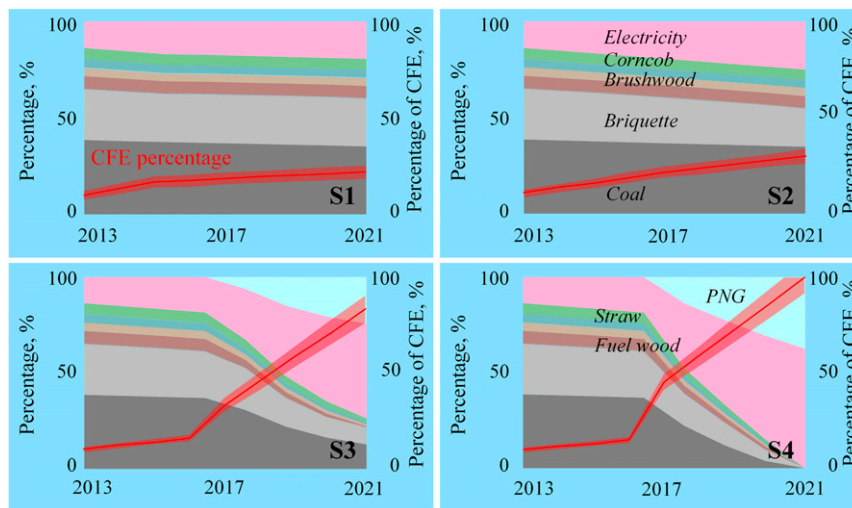 100
50
0
Percentage, %
CFE percentage
S1
100
50
0
Percentage of CFE, %
2013
2017
2021
100
50
0
Percentage, %
Electricity
Corncob
Brushwood
Briquette
Coal
S2
100
50
0
Percentage of CFE, %
2013
2017
2021
100
50
0
Percentage, %
S3
100
50
0
Percentage of CFE, %
2013
2017
2021
100
50
0
Percentage, %
PNG
Straw
Fuel wood
S4
100
50
0
Percentage of CFE, %
2013
2017
2021